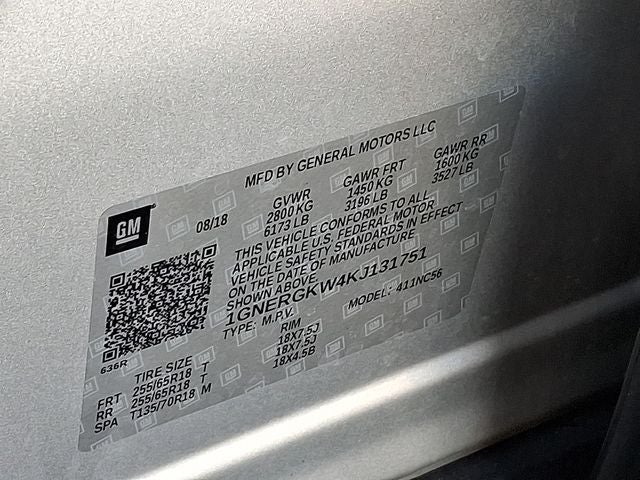 MFD BY GENERAL MOTORS LLC
GM
08/18
GVWR GAWR FRT GAWR RR
2800 KG 1450 KG 1600 KG
6173 LB 3196 LB 3527 LB
THIS VEHICLE CONFORMS TO ALL
APPLICABLE U.S. FEDERAL MOTOR
VEHICLE SAFETY STANDARDS IN EFFECT
ON THE DATE OF MANUFACTURE
SHOWN ABOVE.
1GNERGKW4KJ131751
TYPE: M.P.V. MODEL: 411NC56
636R
TIRE SIZE RIM
FRT 255/65R18 T 18X7.5J
RR 255/65R18 T 18X7.5J
SPA T135/70R18 M 18X4.5B